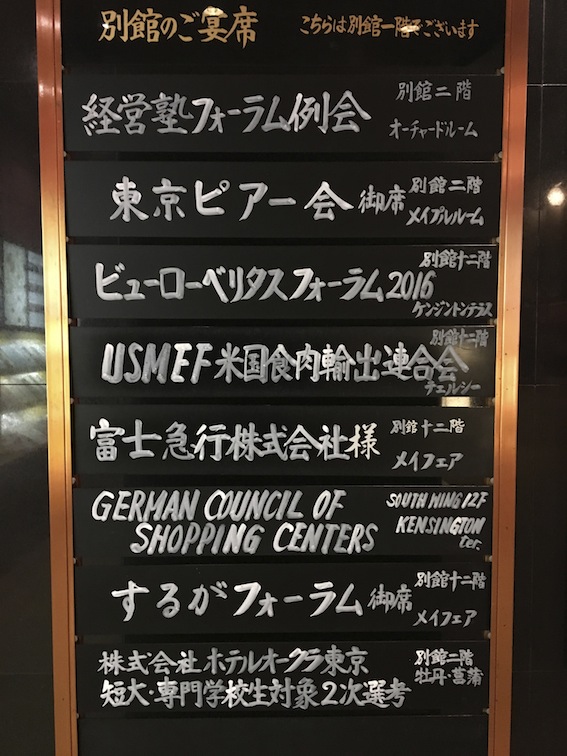 別館のご宴席
こちらは別館一階でございます
経営塾フォーラム例会
別館二階
オーチャードルーム
東京ピアー会御席
別館二階
メイプルルーム
ビューローベリタスフォーラム2016
別館十二階
ケンジントンテラス
USMEF米国食肉輸出連合会
別館十二階
チェルシー
富士急行株式会社様
別館十二階
メイフェア
GERMAN COUNCIL OF
SHOPPING CENTERS
SOUTH WING 12F
KENSINGTON
ter.
するがフォーラム御席
別館十二階
メイフェア
株式会社ホテルオークラ東京
短大・専門学校生対象2次選考
別館二階
牡丹・菖蒲